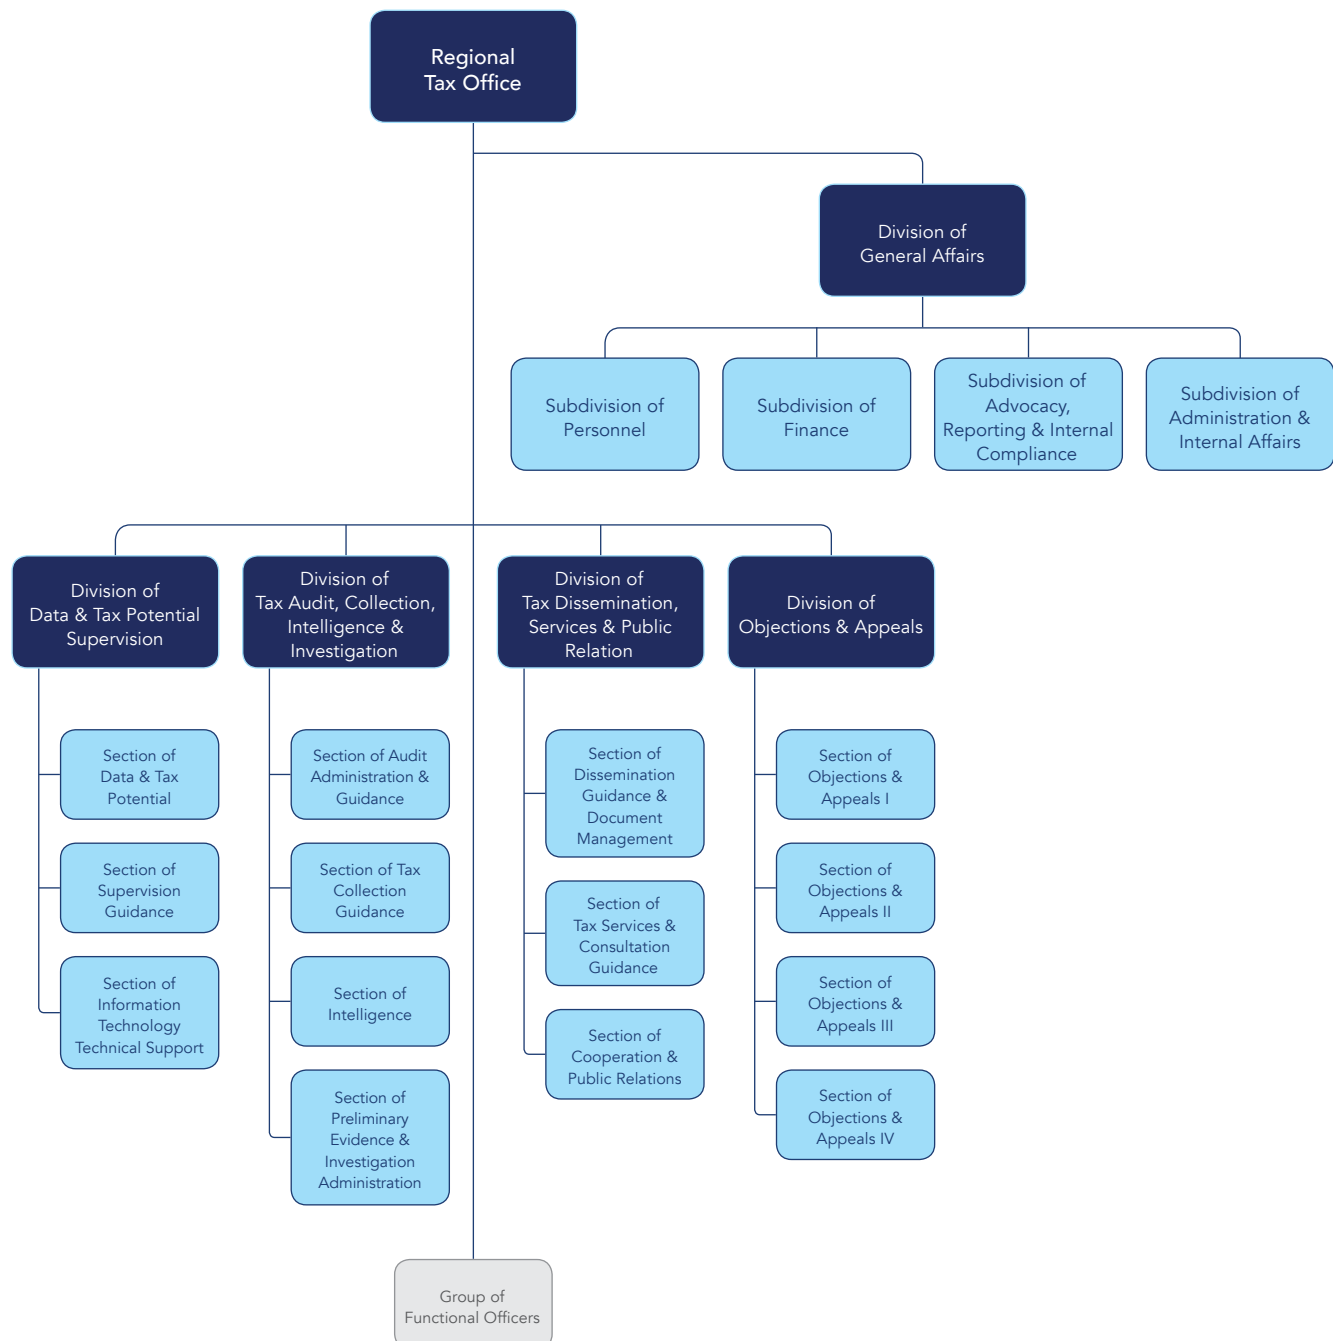 Regional
Tax Office
Division of
General Affairs
Subdivision of
Personnel
Subdivision of
Finance
Subdivision of
Advocacy,
Reporting & Internal
Compliance
Subdivision of
Administration &
Internal Affairs
Division of
Data & Tax Potential
Supervision
Division of
Tax Audit, Collection,
Intelligence &
Investigation
Division of
Tax Dissemination,
Services & Public
Relation
Division of
Objections & Appeals
Section of
Data & Tax
Potential
Section of
Supervision
Guidance
Section of
Information
Technology
Technical Support
Section of Audit
Administration &
Guidance
Section of Tax
Collection
Guidance
Section of
Intelligence
Section of
Preliminary
Evidence &
Investigation
Administration
Section of
Dissemination
Guidance &
Document
Management
Section of
Tax Services &
Consultation
Guidance
Section of
Cooperation &
Public Relations
Section of
Objections &
Appeals I
Section of
Objections &
Appeals II
Section of
Objections &
Appeals III
Section of
Objections &
Appeals IV
Group of
Functional Officers